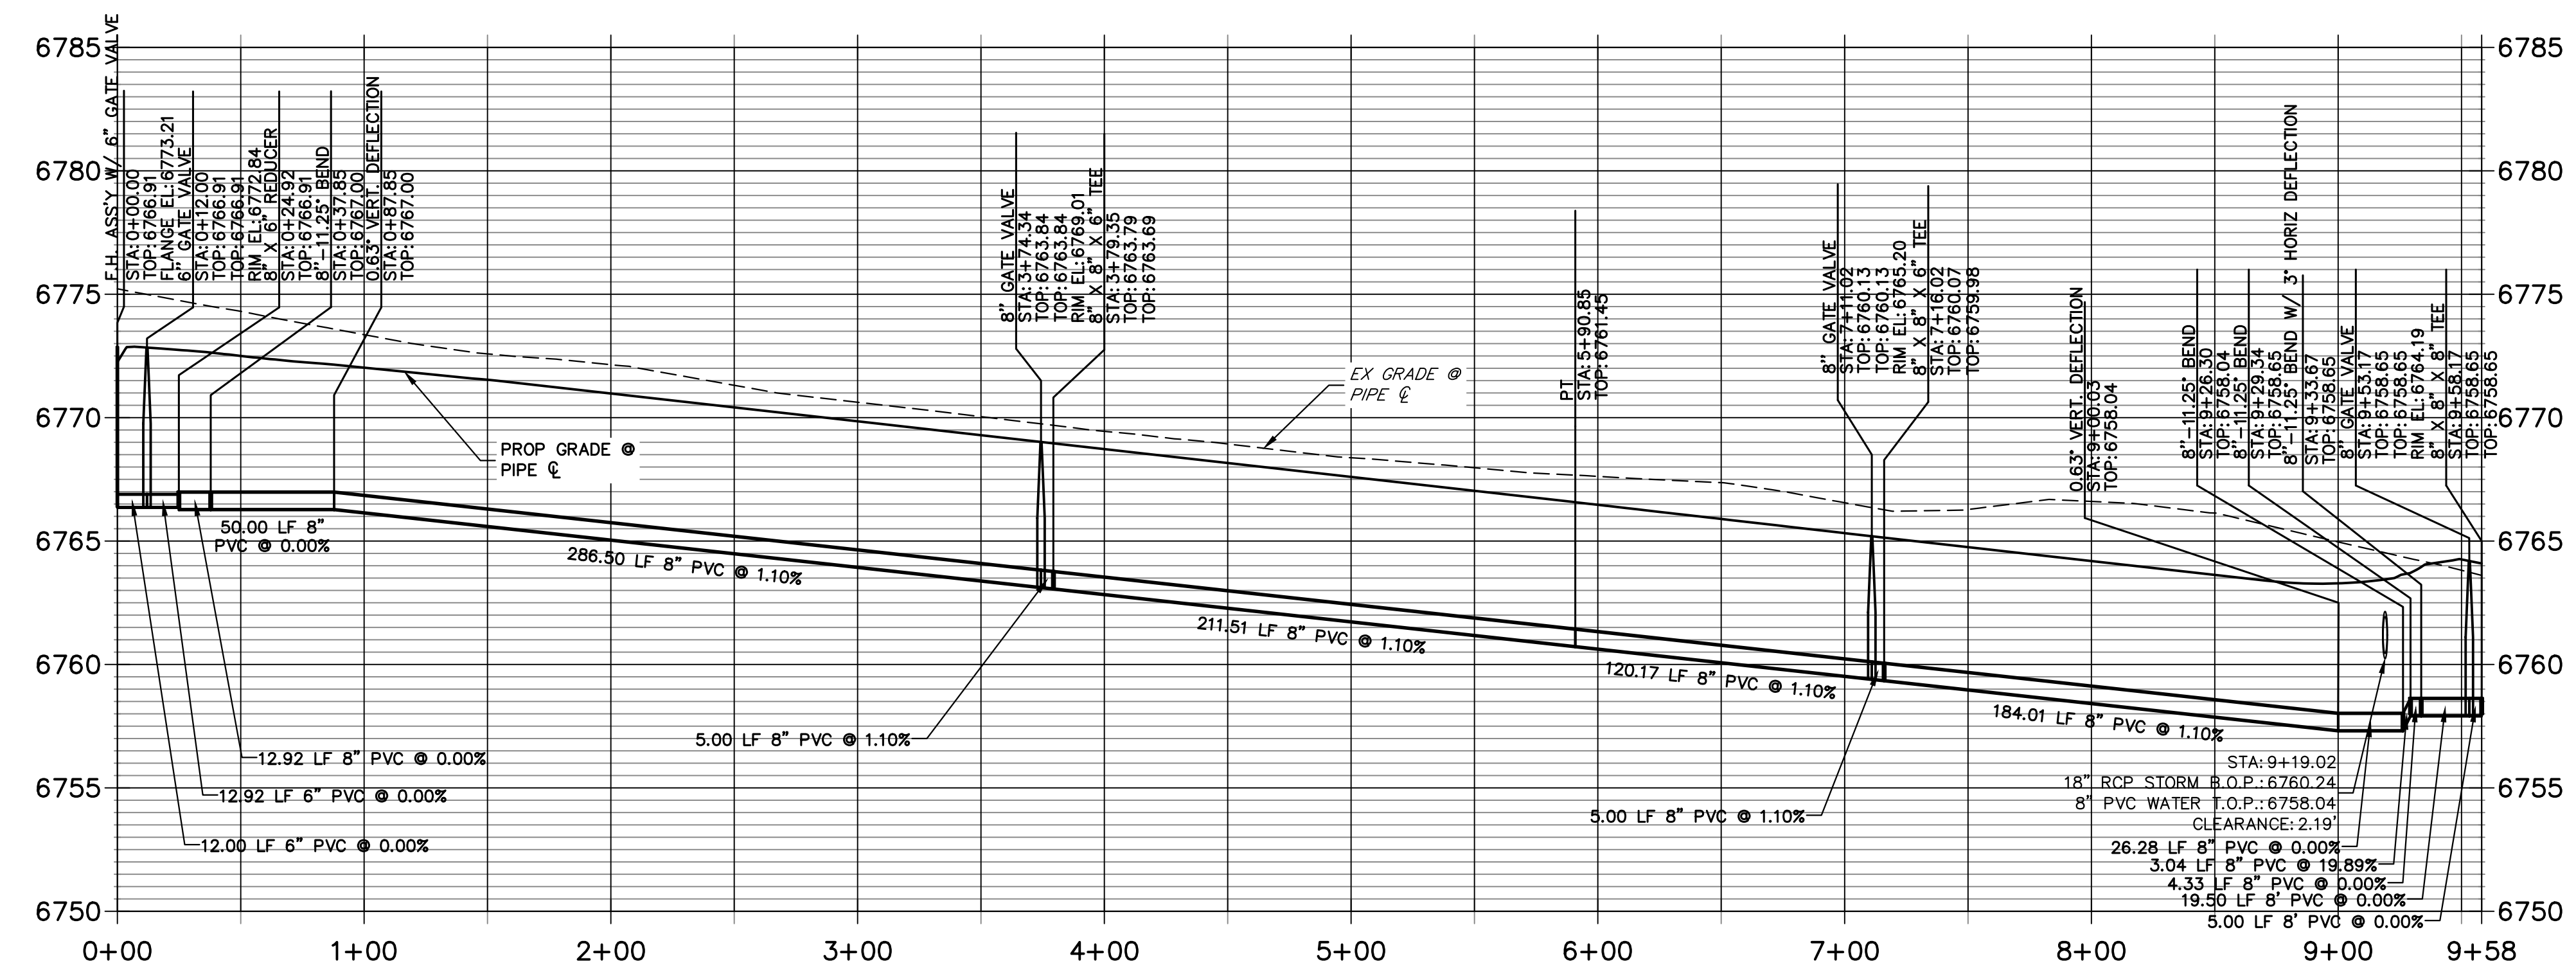 6785
6780
6775
6770
6765
6760
6755
6750
F.H. ASS'Y W/ 6" GATE VALVE
STA: 0+00.00
TOP: 6766.91
FLANGE EL: 6773.21
6" GATE VALVE
STA: 0+12.00
TOP: 6766.91
TOP: 6766.91
RIM EL: 6772.84
8" X 6" REDUCER
STA: 0+24.92
TOP: 6766.91
8"-11.25° BEND
STA: 0+37.85
TOP: 6767.00
0.63° VERT. DEFLECTION
STA: 0+87.85
TOP: 6767.00
8" GATE VALVE
STA: 3+74.34
TOP: 6763.84
TOP: 6763.84
RIM EL: 6769.01
8" X 8" X 6" TEE
STA: 3+79.35
TOP: 6763.79
TOP: 6763.69
PT
STA: 5+90.85
TOP: 6761.45
8" GATE VALVE
STA: 7+11.02
TOP: 6760.13
TOP: 6760.13
RIM EL: 6765.20
8" X 8" X 6" TEE
STA: 7+16.02
TOP: 6760.07
TOP: 6759.98
0.63° VERT. DEFLECTION
STA: 9+00.03
TOP: 6758.04
8"-11.25° BEND
STA: 9+26.30
TOP: 6758.04
8"-11.25° BEND
STA: 9+29.34
TOP: 6758.65
8"-11.25° BEND W/ 3° HORIZ DEFLECTION
STA: 9+33.67
TOP: 6758.65
8" GATE VALVE
STA: 9+53.17
TOP: 6758.65
TOP: 6758.65
RIM EL: 6764.19
8" X 8" X 8" TEE
STA: 9+58.17
TOP: 6758.65
TOP: 6758.65
EX GRADE @
PIPE ℄
PROP GRADE @
PIPE ℄
50.00 LF 8"
PVC @ 0.00%
286.50 LF 8" PVC @ 1.10%
211.51 LF 8" PVC @ 1.10%
120.17 LF 8" PVC @ 1.10%
184.01 LF 8" PVC @ 1.10%
5.00 LF 8" PVC @ 1.10%
5.00 LF 8" PVC @ 1.10%
12.92 LF 8" PVC @ 0.00%
12.92 LF 6" PVC @ 0.00%
12.00 LF 6" PVC @ 0.00%
STA: 9+19.02
18" RCP STORM B.O.P.: 6760.24
8" PVC WATER T.O.P.: 6758.04
CLEARANCE: 2.19'
26.28 LF 8" PVC @ 0.00%
3.04 LF 8" PVC @ 19.89%
4.33 LF 8" PVC @ 0.00%
19.50 LF 8' PVC @ 0.00%
5.00 LF 8' PVC @ 0.00%
6785
6780
6775
6770
6765
6760
6755
6750
0+00 1+00 2+00 3+00 4+00 5+00 6+00 7+00 8+00 9+00 9+58